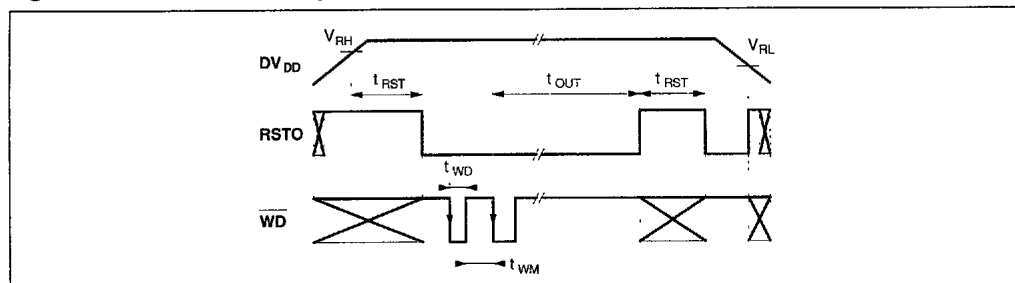 V_RH
V_RL
DV_DD
t_RST
t_OUT
t_RST
RSTO
t_WD
WD
t_WM